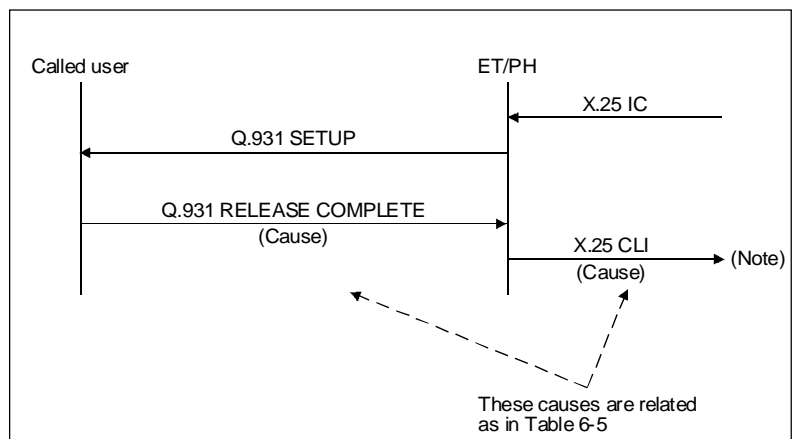 Called user
ET/PH
X.25 IC
Q.931 SETUP
Q.931 RELEASE COMPLETE
(Cause)
X.25 CLI
(Cause)
(Note)
These causes are related
as in Table 6-5